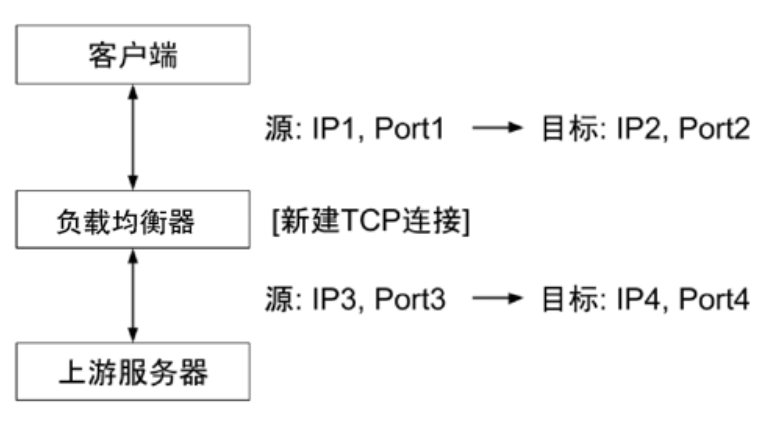 客户端
源: IP1, Port1 → 目标: IP2, Port2
负载均衡器 [新建TCP连接]
源: IP3, Port3 → 目标: IP4, Port4
上游服务器